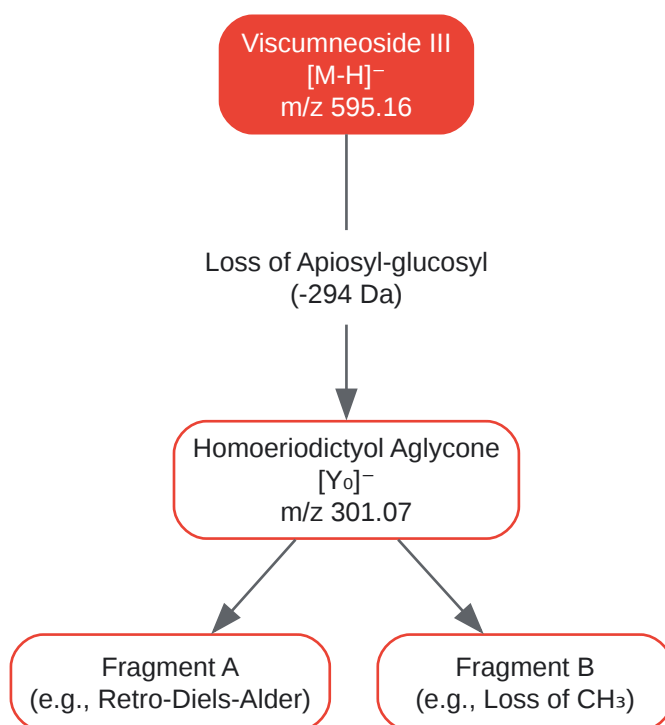 Viscumneoside III
[M-H]⁻
m/z 595.16
Loss of Apiosyl-glucosyl
(-294 Da)
Homoeriodictyol Aglycone
[Y₀]⁻
m/z 301.07
Fragment A
(e.g., Retro-Diels-Alder)
Fragment B
(e.g., Loss of CH₃)